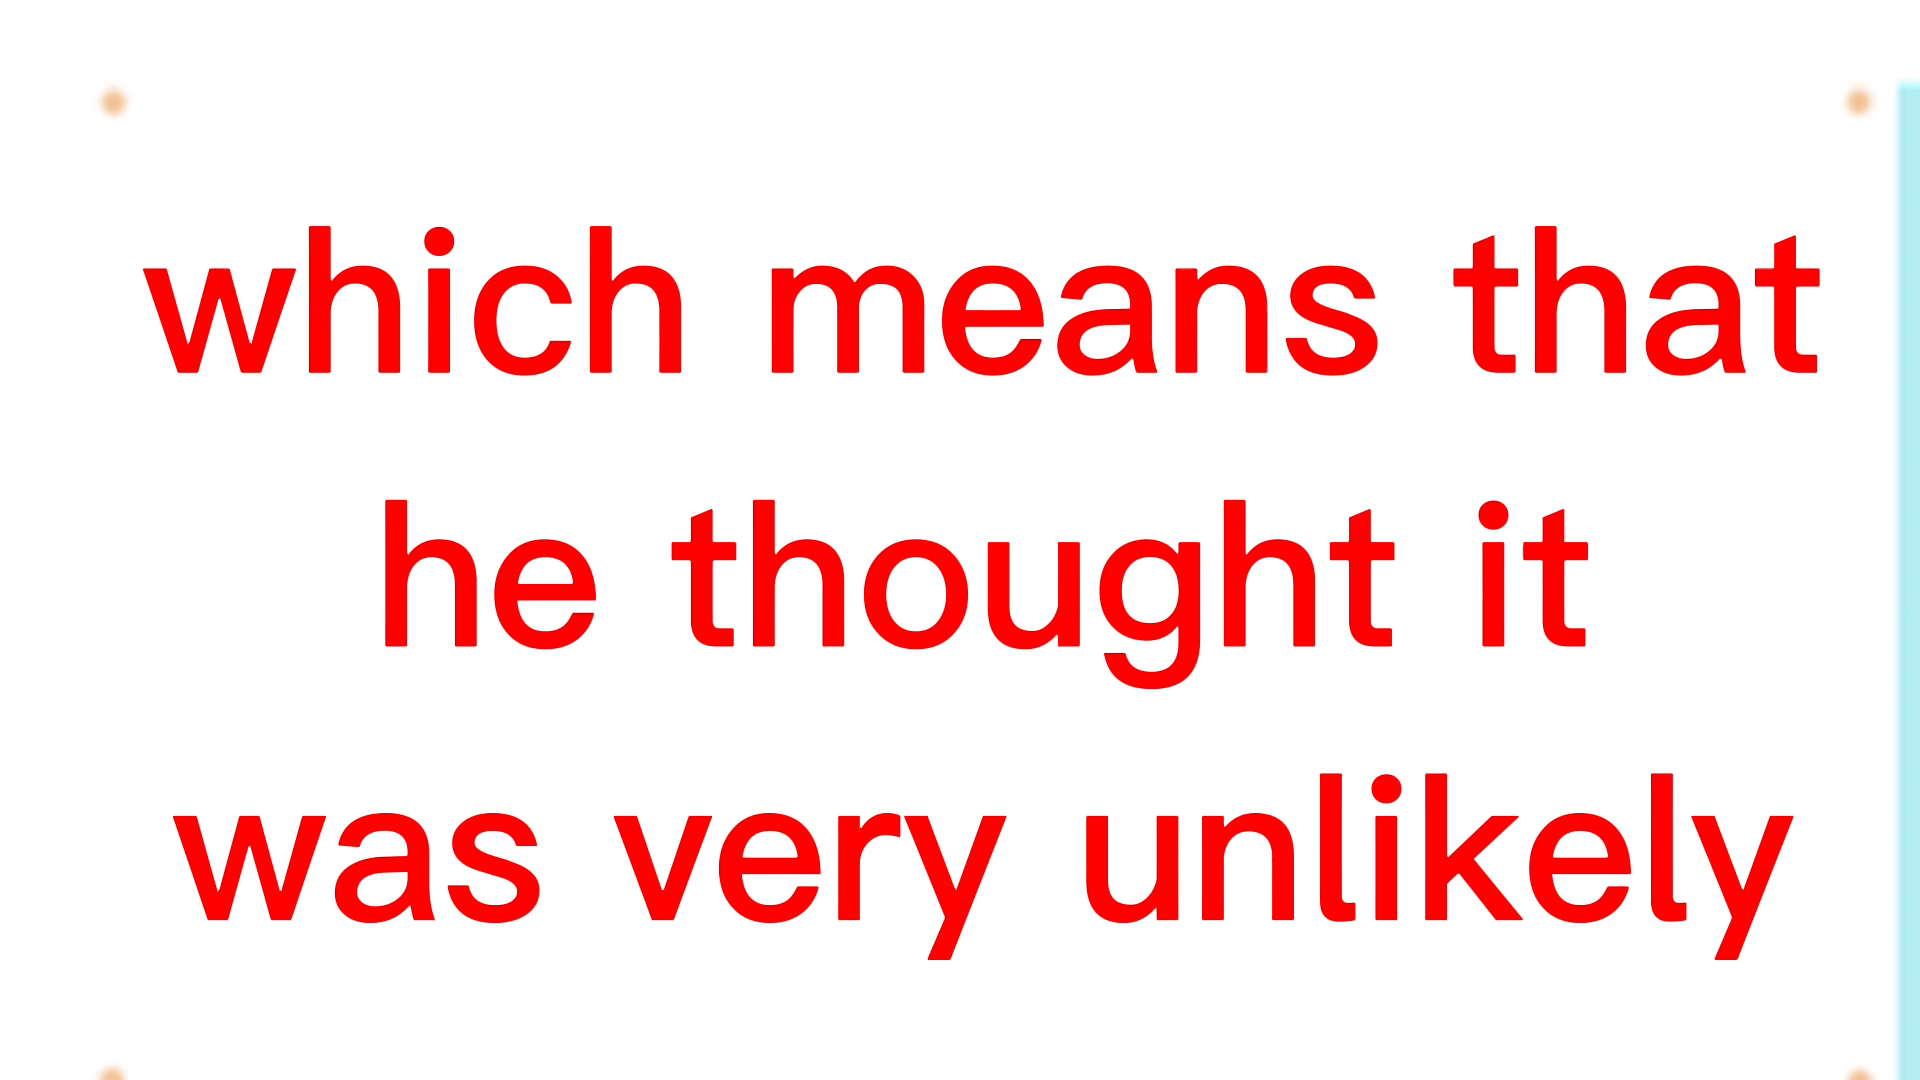 which means that
he thought it
was very unlikely